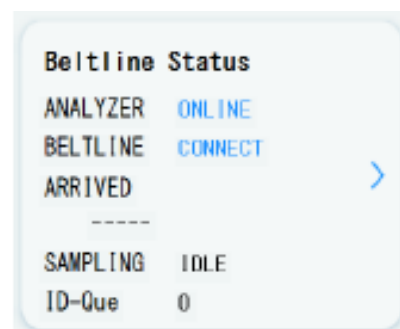 Beltline Status
ANALYZER ONLINE
BELTLINE CONNECT
ARRIVED
-----
SAMPLING IDLE
ID-Que 0